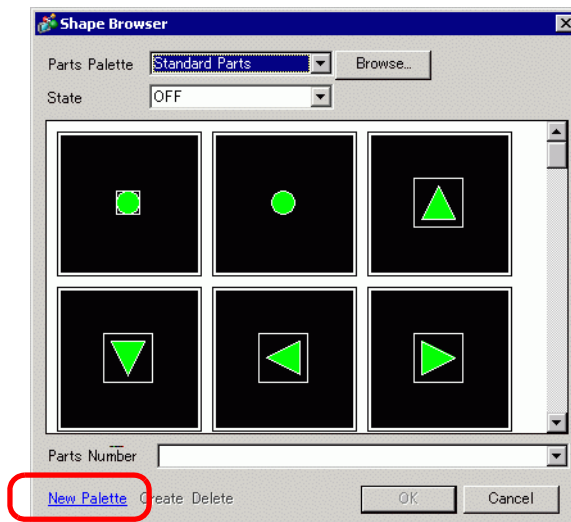 Shape Browser
Parts Palette Standard Parts Browse...
State OFF
Parts Number
New Palette Create Delete OK Cancel